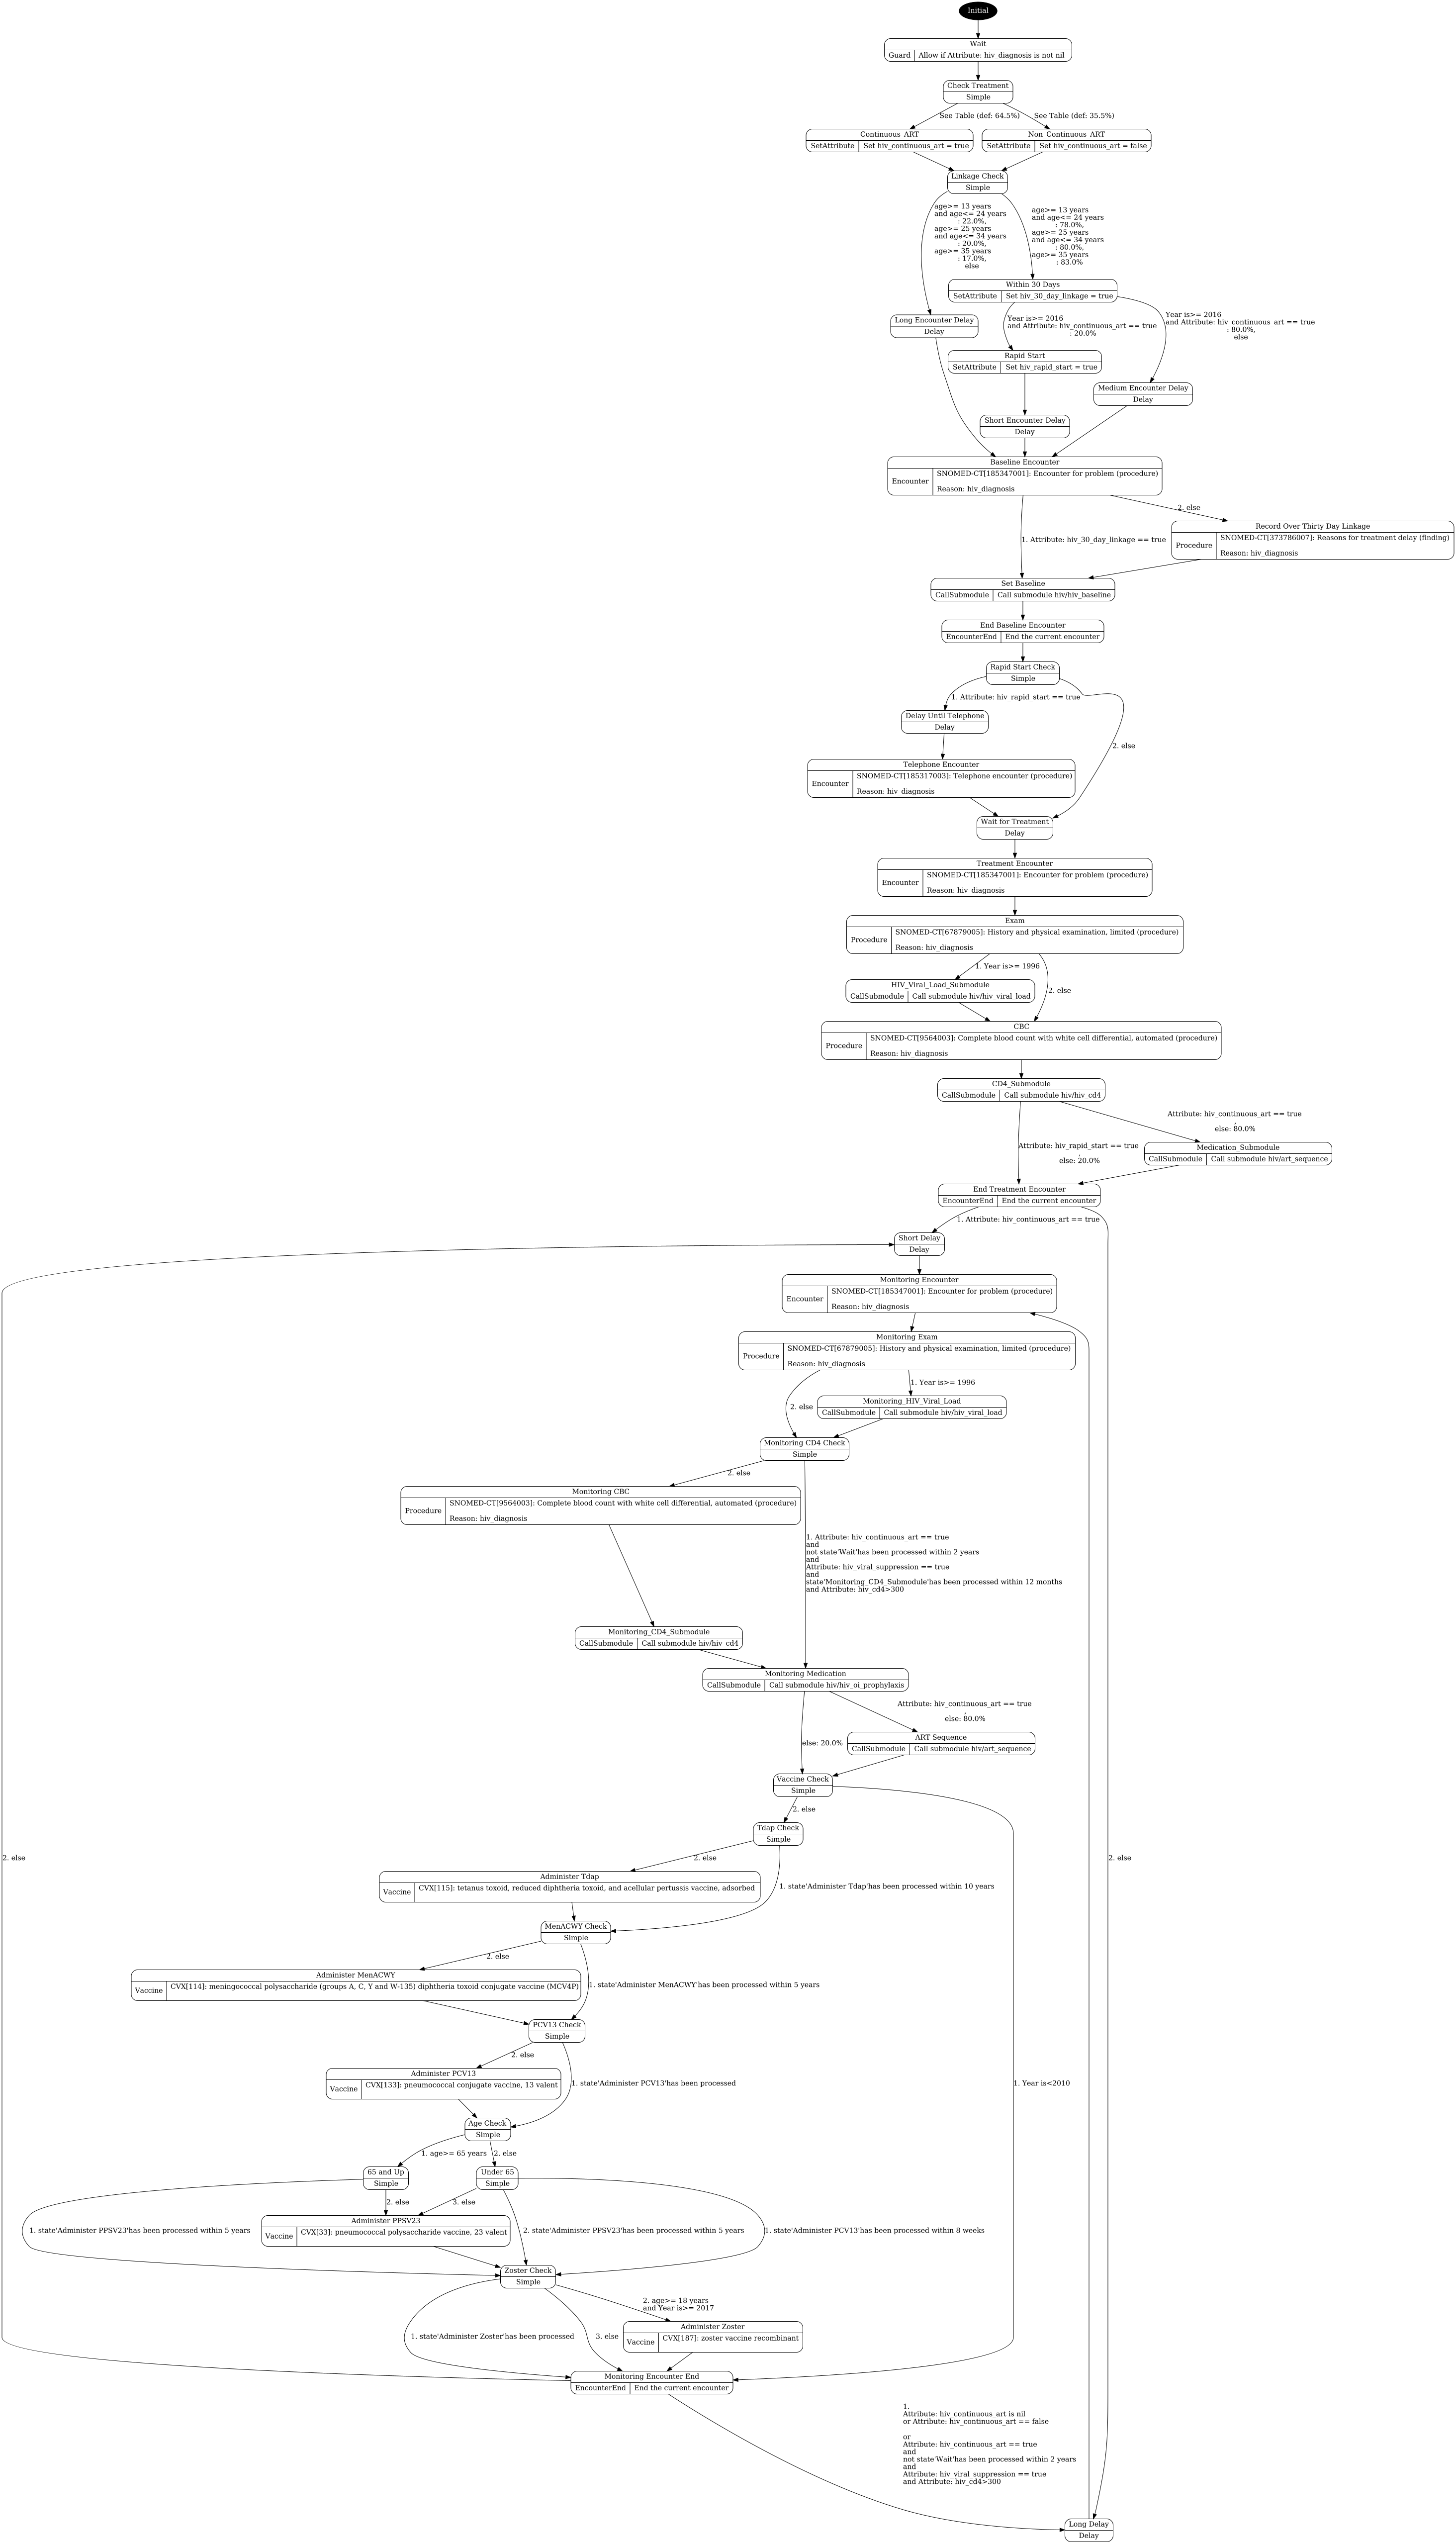 Initial
Wait
Guard Allow if Attribute: hiv_diagnosis is not nil
Check Treatment
Simple
See Table (def: 64.5%)
See Table (def: 35.5%)
Continuous_ART
SetAttribute Set hiv_continuous_art = true
Non_Continuous_ART
SetAttribute Set hiv_continuous_art = false
Linkage Check
Simple
age>= 13 years
and age<= 24 years
: 22.0%,
age>= 25 years
and age<= 34 years
: 20.0%,
age>= 35 years
: 17.0%,
else
age>= 13 years
and age<= 24 years
: 78.0%,
age>= 25 years
and age<= 34 years
: 80.0%,
age>= 35 years
: 83.0%
Within 30 Days
SetAttribute Set hiv_30_day_linkage = true
Long Encounter Delay
Delay
Year is>= 2016
and Attribute: hiv_continuous_art == true
: 20.0%
Year is>= 2016
and Attribute: hiv_continuous_art == true
: 80.0%,
else
Rapid Start
SetAttribute Set hiv_rapid_start = true
Medium Encounter Delay
Delay
Short Encounter Delay
Delay
Baseline Encounter
Encounter
SNOMED-CT[185347001]: Encounter for problem (procedure)
Reason: hiv_diagnosis
2. else
1. Attribute: hiv_30_day_linkage == true
Record Over Thirty Day Linkage
Procedure
SNOMED-CT[373786007]: Reasons for treatment delay (finding)
Reason: hiv_diagnosis
Set Baseline
CallSubmodule Call submodule hiv/hiv_baseline
End Baseline Encounter
EncounterEnd End the current encounter
Rapid Start Check
Simple
1. Attribute: hiv_rapid_start == true
Delay Until Telephone
Delay
2. else
Telephone Encounter
Encounter
SNOMED-CT[185317003]: Telephone encounter (procedure)
Reason: hiv_diagnosis
Wait for Treatment
Delay
Treatment Encounter
Encounter
SNOMED-CT[185347001]: Encounter for problem (procedure)
Reason: hiv_diagnosis
Exam
Procedure
SNOMED-CT[67879005]: History and physical examination, limited (procedure)
Reason: hiv_diagnosis
1. Year is>= 1996
HIV_Viral_Load_Submodule
CallSubmodule Call submodule hiv/hiv_viral_load
2. else
CBC
Procedure
SNOMED-CT[9564003]: Complete blood count with white cell differential, automated (procedure)
Reason: hiv_diagnosis
CD4_Submodule
CallSubmodule Call submodule hiv/hiv_cd4
Attribute: hiv_continuous_art == true
,
else: 80.0%
Attribute: hiv_rapid_start == true
,
else: 20.0%
Medication_Submodule
CallSubmodule Call submodule hiv/art_sequence
End Treatment Encounter
EncounterEnd End the current encounter
1. Attribute: hiv_continuous_art == true
Short Delay
Delay
Monitoring Encounter
Encounter
SNOMED-CT[185347001]: Encounter for problem (procedure)
Reason: hiv_diagnosis
Monitoring Exam
Procedure
SNOMED-CT[67879005]: History and physical examination, limited (procedure)
Reason: hiv_diagnosis
1. Year is>= 1996
2. else
Monitoring_HIV_Viral_Load
CallSubmodule Call submodule hiv/hiv_viral_load
Monitoring CD4 Check
Simple
2. else
Monitoring CBC
Procedure
SNOMED-CT[9564003]: Complete blood count with white cell differential, automated (procedure)
Reason: hiv_diagnosis
1. Attribute: hiv_continuous_art == true
and
not state'Wait'has been processed within 2 years
and
Attribute: hiv_viral_suppression == true
and
state'Monitoring_CD4_Submodule'has been processed within 12 months
and Attribute: hiv_cd4>300
Monitoring_CD4_Submodule
CallSubmodule Call submodule hiv/hiv_cd4
Monitoring Medication
CallSubmodule Call submodule hiv/hiv_oi_prophylaxis
Attribute: hiv_continuous_art == true
,
else: 80.0%
else: 20.0%
ART Sequence
CallSubmodule Call submodule hiv/art_sequence
Vaccine Check
Simple
2. else
Tdap Check
Simple
2. else
2. else
2. else
Administer Tdap
Vaccine CVX[115]: tetanus toxoid, reduced diphtheria toxoid, and acellular pertussis vaccine, adsorbed
1. state'Administer Tdap'has been processed within 10 years
MenACWY Check
Simple
2. else
Administer MenACWY
Vaccine CVX[114]: meningococcal polysaccharide (groups A, C, Y and W-135) diphtheria toxoid conjugate vaccine (MCV4P)
1. state'Administer MenACWY'has been processed within 5 years
PCV13 Check
Simple
2. else
Administer PCV13
Vaccine CVX[133]: pneumococcal conjugate vaccine, 13 valent
1. state'Administer PCV13'has been processed
1. Year is<2010
Age Check
Simple
1. age>= 65 years
2. else
65 and Up
Simple
Under 65
Simple
2. else
3. else
Administer PPSV23
Vaccine CVX[33]: pneumococcal polysaccharide vaccine, 23 valent
1. state'Administer PPSV23'has been processed within 5 years
2. state'Administer PPSV23'has been processed within 5 years
1. state'Administer PCV13'has been processed within 8 weeks
Zoster Check
Simple
2. age>= 18 years
and Year is>= 2017
1. state'Administer Zoster'has been processed
3. else
Administer Zoster
Vaccine CVX[187]: zoster vaccine recombinant
Monitoring Encounter End
EncounterEnd End the current encounter
1.
Attribute: hiv_continuous_art is nil
or Attribute: hiv_continuous_art == false
or
Attribute: hiv_continuous_art == true
and
not state'Wait'has been processed within 2 years
and
Attribute: hiv_viral_suppression == true
and Attribute: hiv_cd4>300
Long Delay
Delay